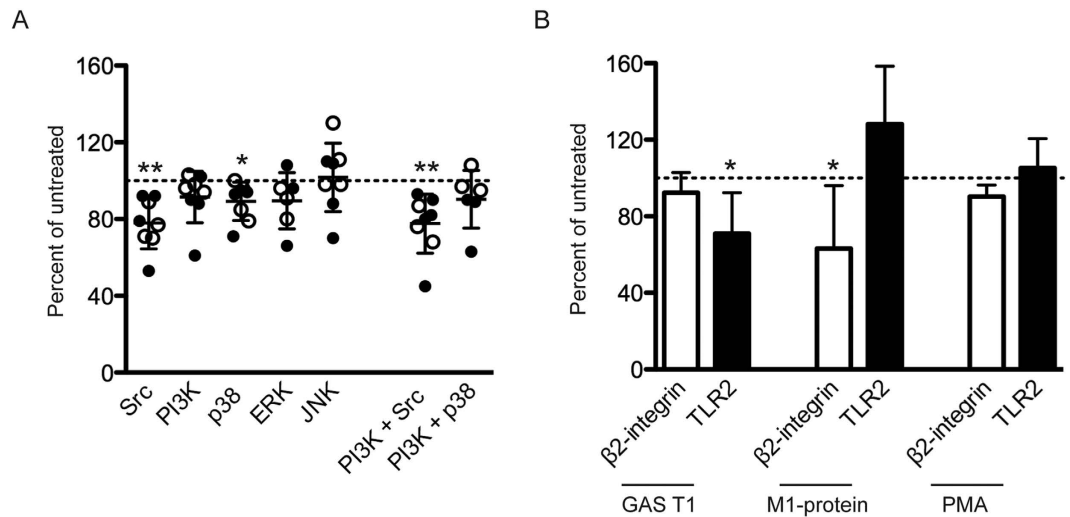 A
160
120
80
40
0
Percent of untreated
**
*
**
Src
PI3K
p38
ERK
JNK
PI3K + Src
PI3K + p38
B
160
120
80
40
0
Percent of untreated
*
*
β2-integrin
TLR2
β2-integrin
TLR2
β2-integrin
TLR2
GAS T1
M1-protein
PMA